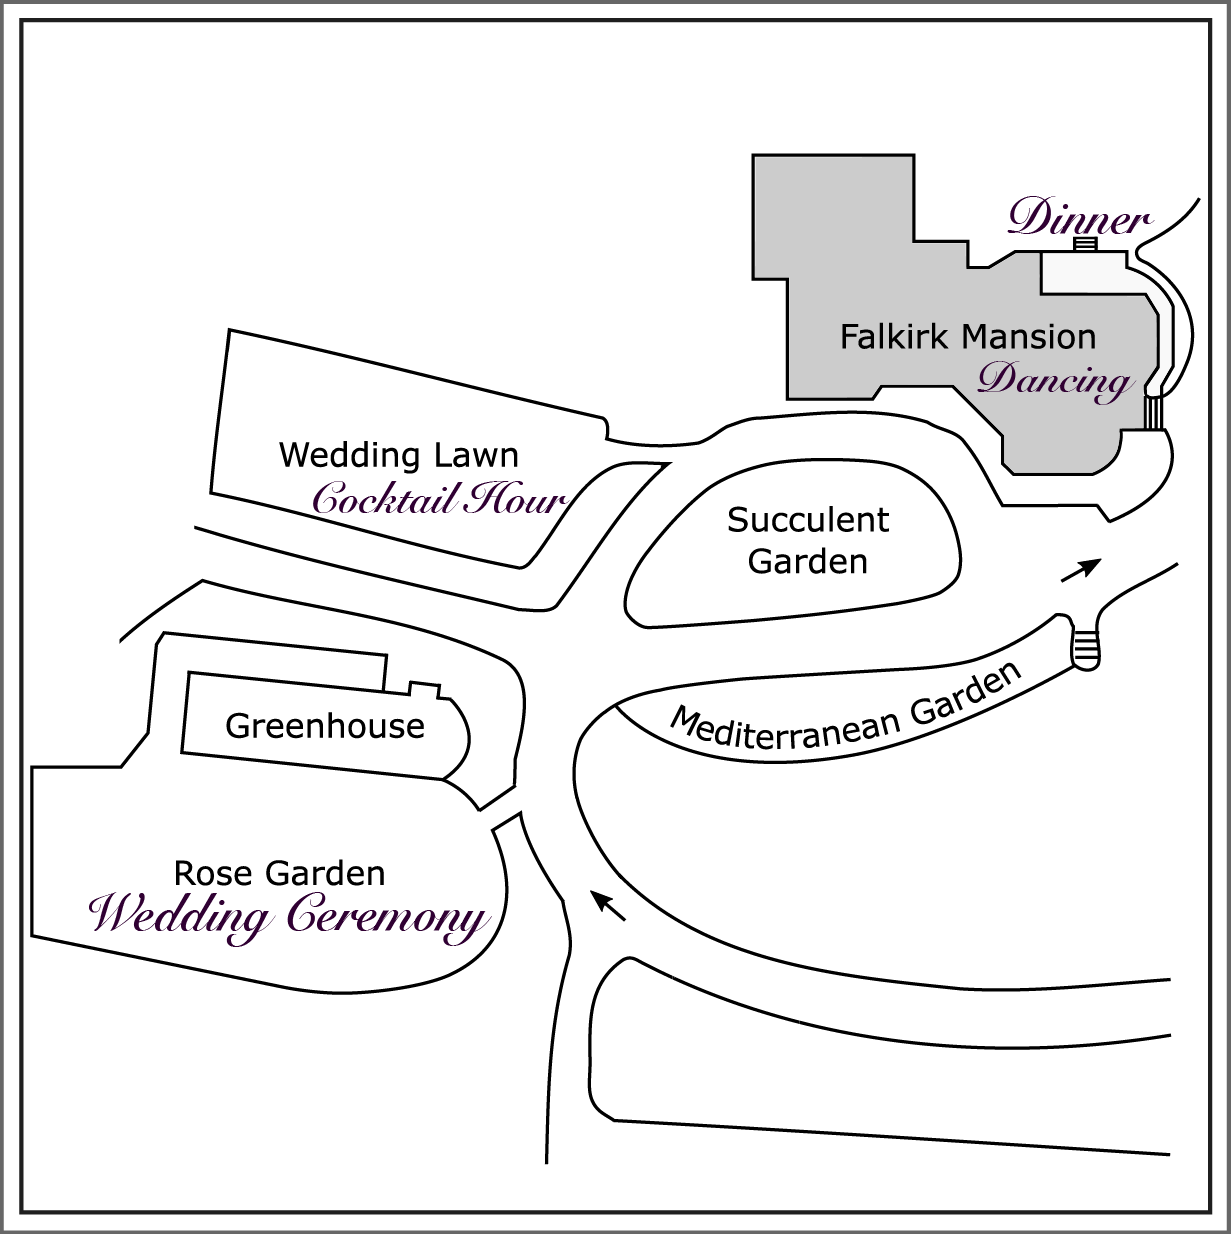 Dinner
Falkirk Mansion
Dancing
Wedding Lawn
Cocktail Hour
Succulent
Garden
Mediterranean Garden
Greenhouse
Rose Garden
Wedding Ceremony